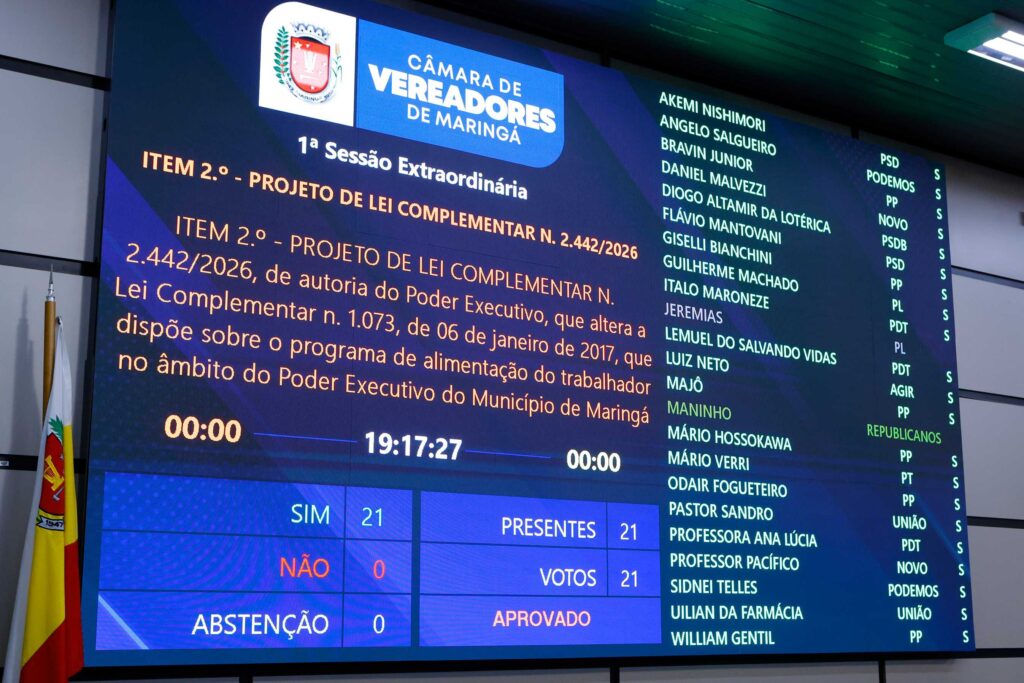 CÂMARA DE
VEREADORES
DE MARINGÁ
1ª Sessão Extraordinária
ITEM 2.º - PROJETO DE LEI COMPLEMENTAR N. 2.442/2026
ITEM 2.º - PROJETO DE LEI COMPLEMENTAR N.
2.442/2026, de autoria do Poder Executivo, que altera a
Lei Complementar n. 1.073, de 06 de janeiro de 2017, que
dispõe sobre o programa de alimentação do trabalhador
no âmbito do Poder Executivo do Município de Maringá
00:00 19:17:27 00:00
SIM 21
NÃO 0
ABSTENÇÃO 0
PRESENTES 21
VOTOS 21
APROVADO
AKEMI NISHIMORI PSD S
ANGELO SALGUEIRO PODEMOS S
BRAVIN JUNIOR PP S
DANIEL MALVEZZI NOVO S
DIOGO ALTAMIR DA LOTÉRICA PSDB S
FLÁVIO MANTOVANI PSD S
GISELLI BIANCHINI PP S
GUILHERME MACHADO PL S
ITALO MARONEZE PDT S
JEREMIAS PL
LEMUEL DO SALVANDO VIDAS PDT S
LUIZ NETO AGIR S
MAJÔ PP S
MANINHO REPUBLICANOS
MÁRIO HOSSOKAWA PP S
MÁRIO VERRI PT S
ODAIR FOGUETEIRO PP S
PASTOR SANDRO UNIÃO S
PROFESSORA ANA LÚCIA PDT S
PROFESSOR PACÍFICO NOVO S
SIDNEI TELLES PODEMOS S
UILIAN DA FARMÁCIA UNIÃO S
WILLIAM GENTIL PP S
1947